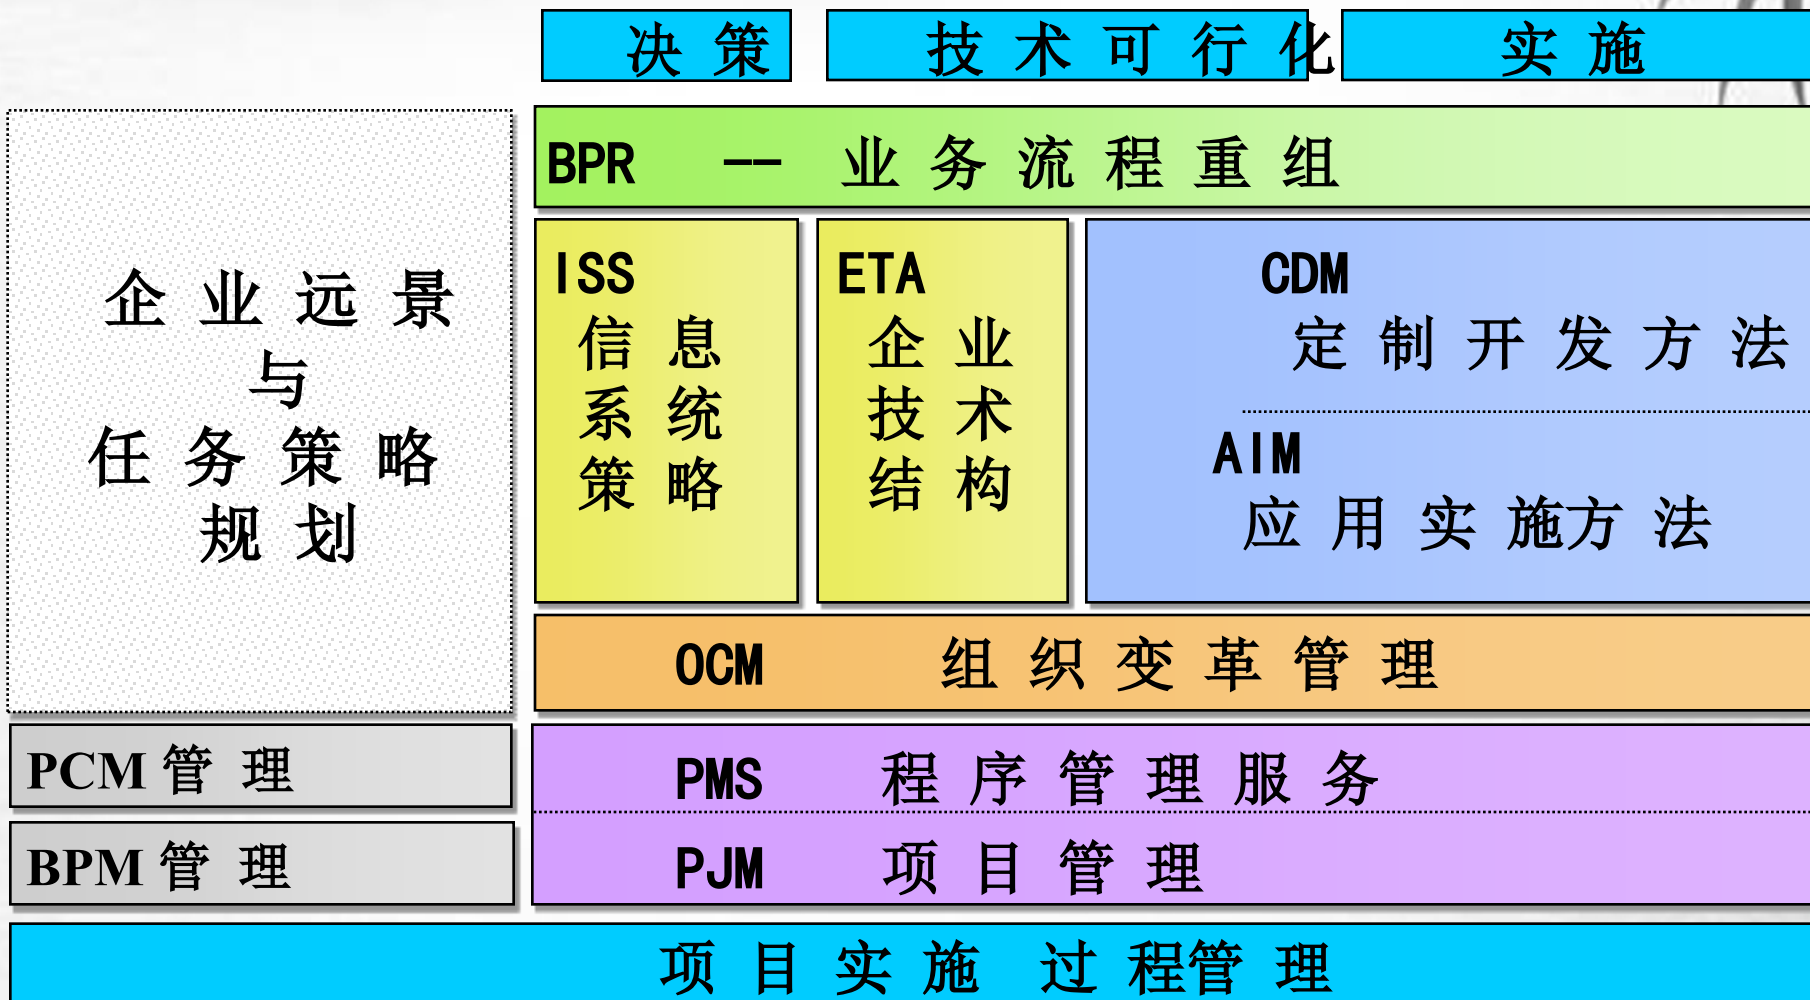 决 策 技 术 可 行 化 实 施
BPR -- 业 务 流 程 重 组
企 业 远 景
与
任 务 策 略
规 划
ISS
信 息
系 统
策 略
ETA
企 业
技 术
结 构
CDM
定 制 开 发 方 法
AIM
应 用 实 施方 法
OCM 组 织 变 革 管 理
PCM 管 理
BPM 管 理
PMS 程 序 管 理 服 务
PJM 项 目 管 理
项 目 实 施 过 程管 理